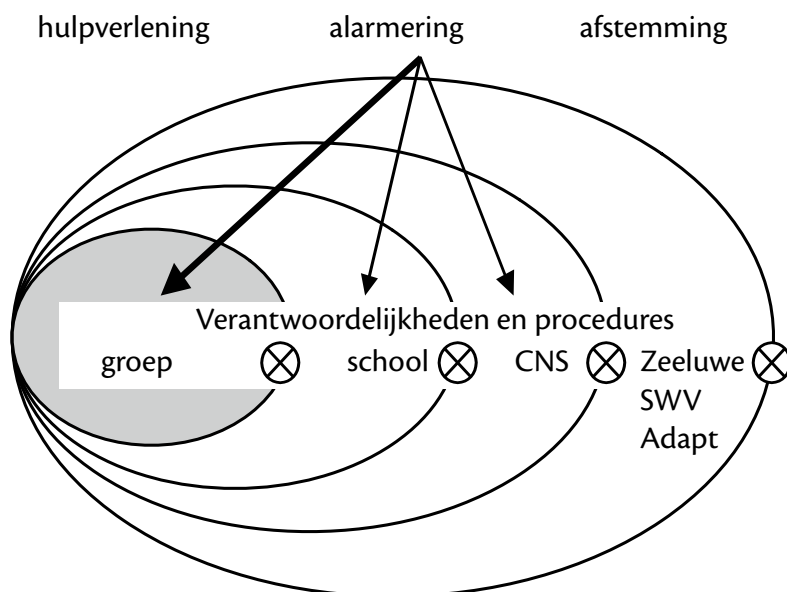 hulpverlening alarmering afstemming
Verantwoordelijkheden en procedures
groep school CNS Zeeluwe
SWV
Adapt